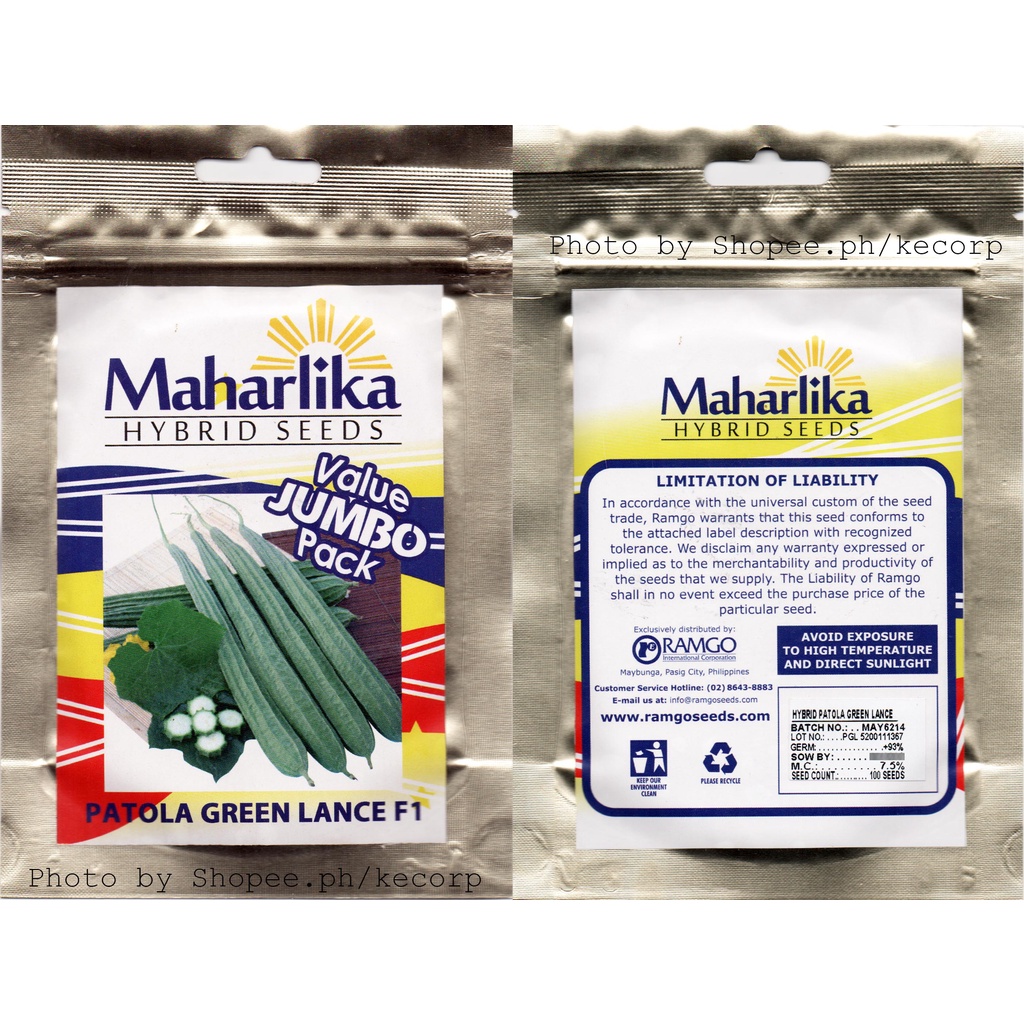 Maharlika
HYBRID SEEDS
Value
JUMBO
Pack
PATOLA GREEN LANCE F1
Photo by Shopee.ph/kecorp
Photo by Shopee.ph/kecorp
Maharlika
HYBRID SEEDS
LIMITATION OF LIABILITY
In accordance with the universal custom of the seed
trade, Ramgo warrants that this seed conforms to
the attached label description with recognized
tolerance. We disclaim any warranty expressed or
implied as to the merchantability and productivity of
the seeds that we supply. The Liability of Ramgo
shall in no event exceed the purchase price of the
particular seed.
Exclusively distributed by:
RAMGO
International Corporation
Maybunga, Pasig City, Philippines
Customer Service Hotline: (02) 8643-8883
E-mail us at: info@ramgoseeds.com
www.ramgoseeds.com
KEEP OUR
ENVIRONMENT
CLEAN
PLEASE RECYCLE
AVOID EXPOSURE
TO HIGH TEMPERATURE
AND DIRECT SUNLIGHT
HYBRID PATOLA GREEN LANCE
BATCH NO.: . . MAY6214
LOT NO.: ....PGL 5200111367
GERM: .............. .+93%
SOW BY: . . . . . .
M.C.: . . . . . . . . . 7.5%
SEED COUNT.: ......... 100 SEEDS